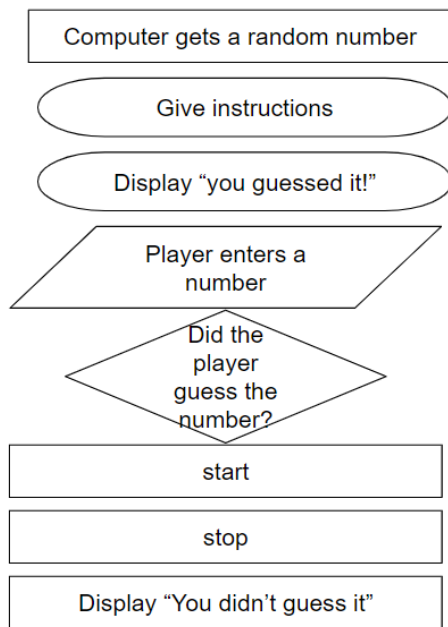 Computer gets a random number
Give instructions
Display “you guessed it!”
Player enters a
number
Did the
player
guess the
number?
start
stop
Display “You didn’t guess it”